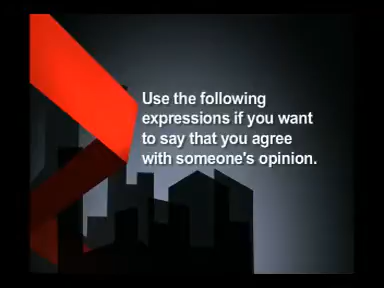 Use the following
expressions if you want
to say that you agree
with someone's opinion.